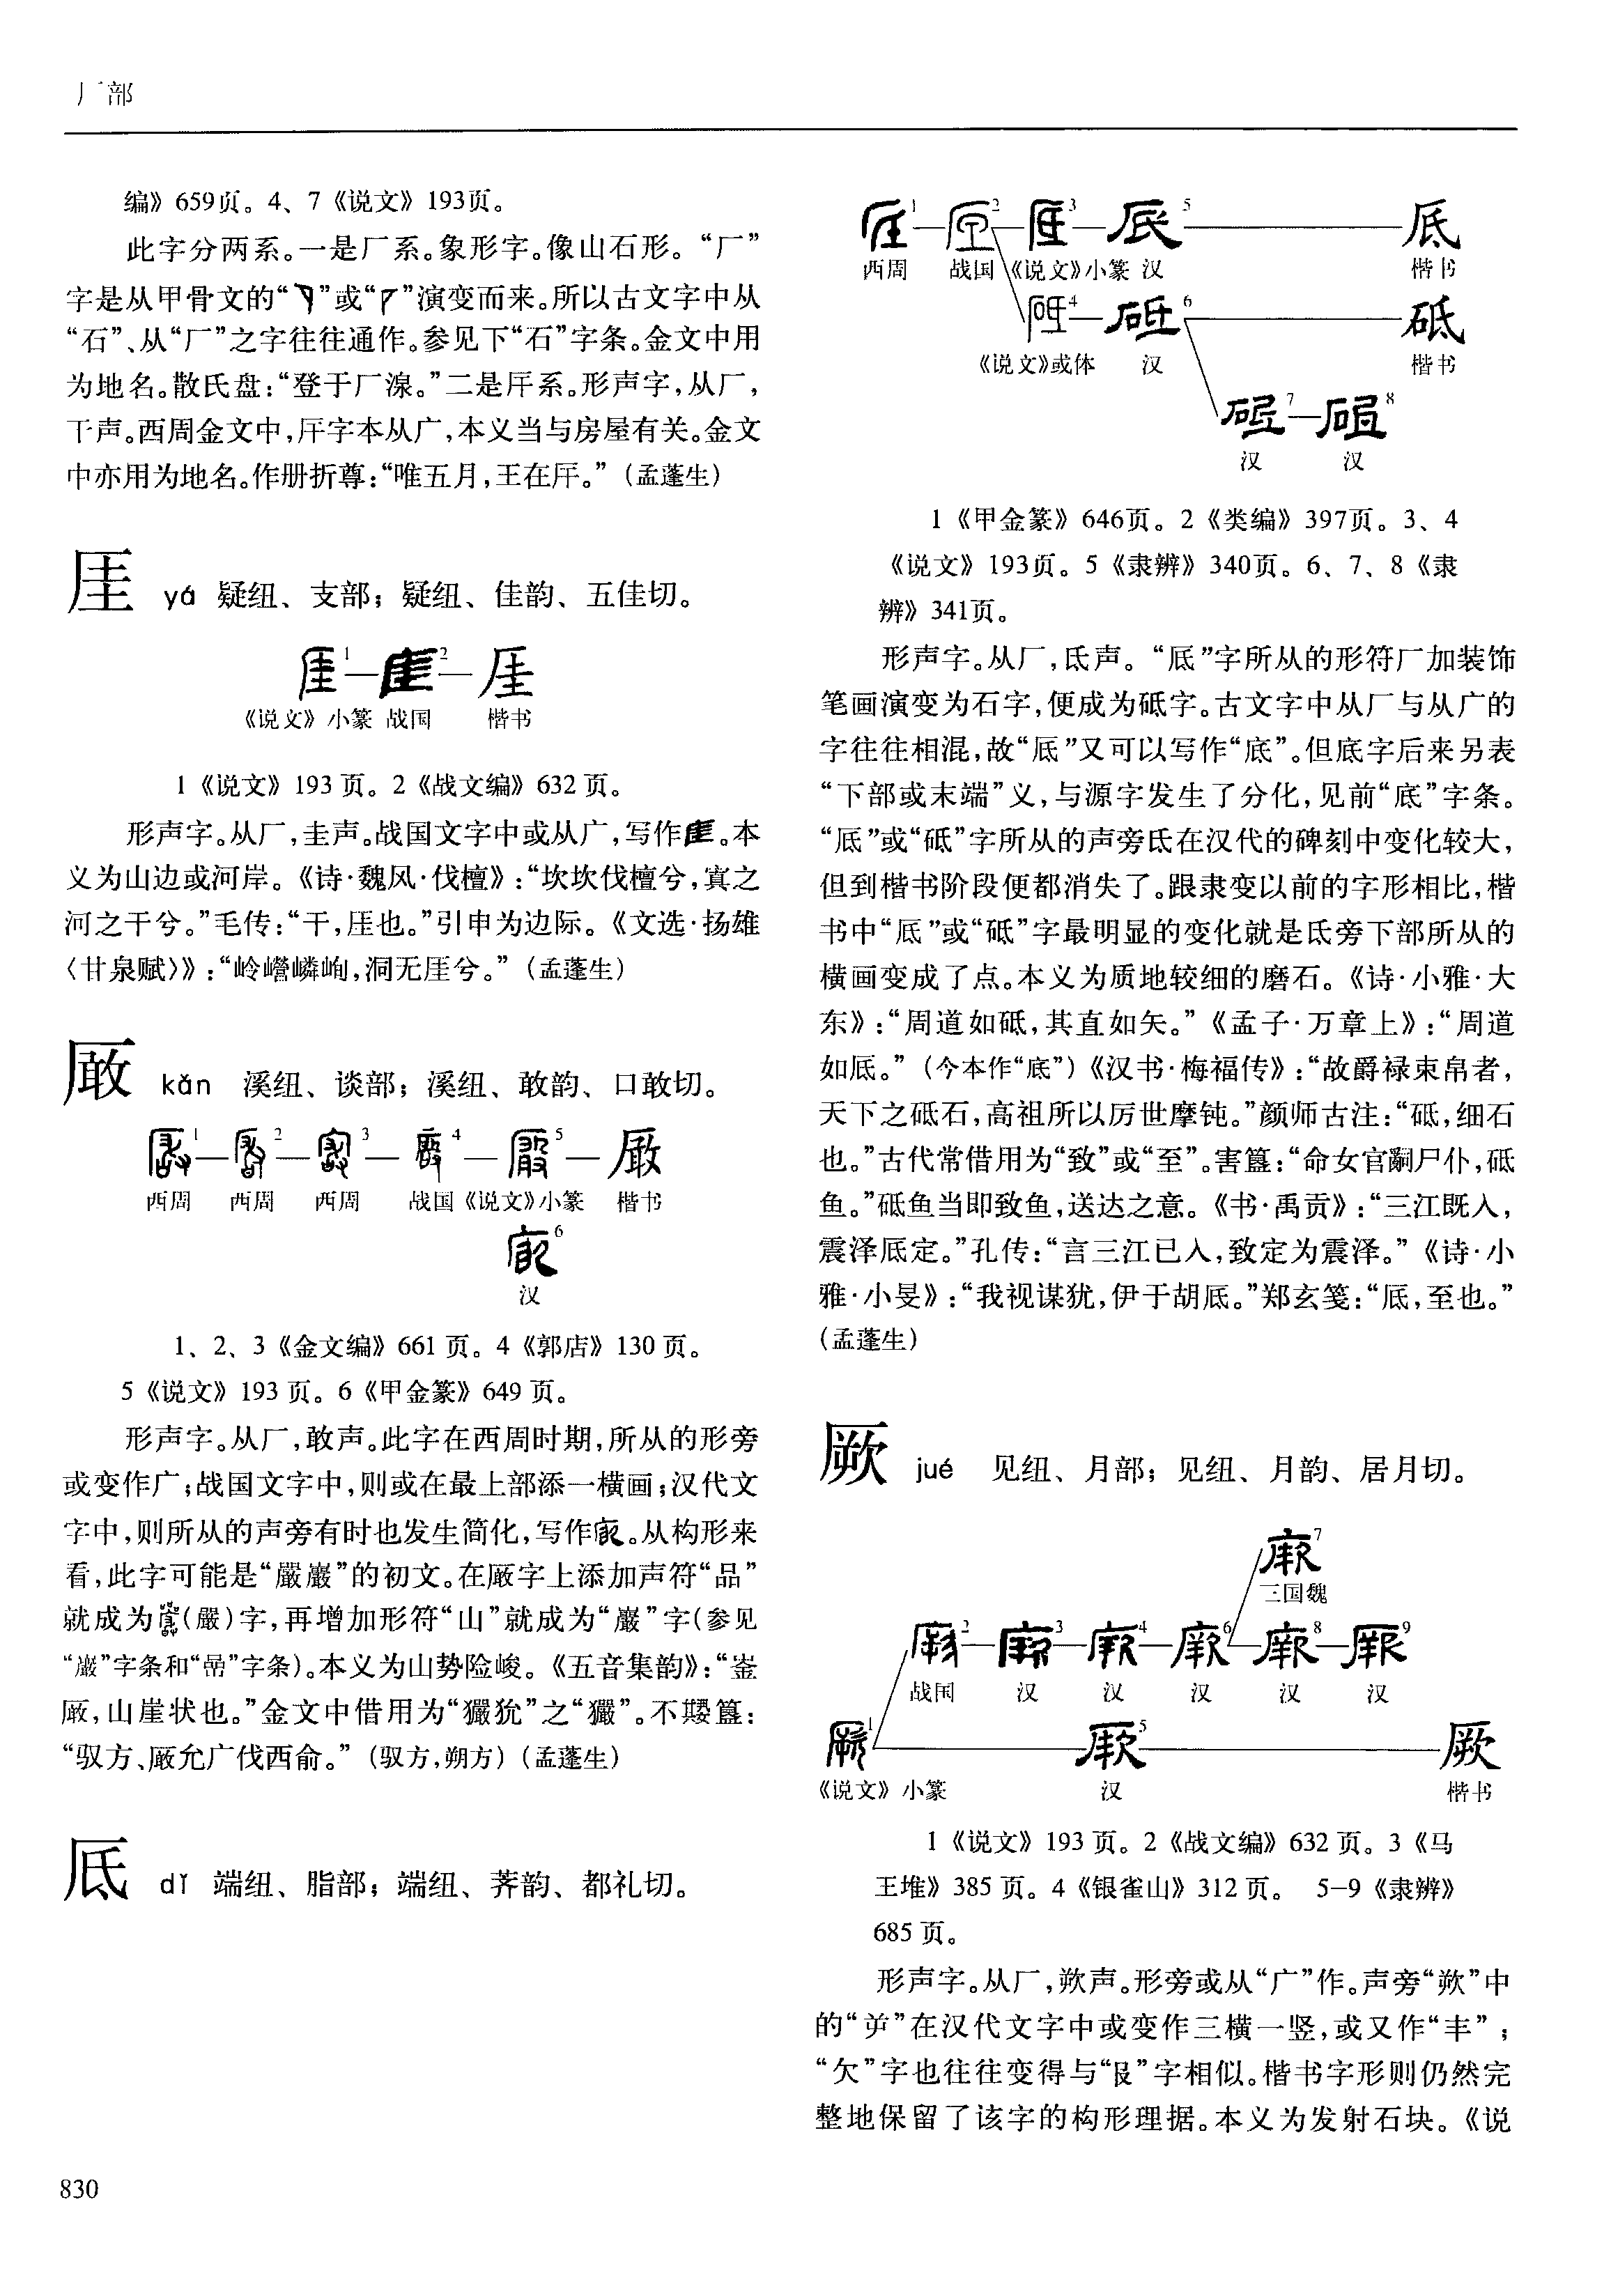 厂部
编》659页。4、7《说文》193页。
此字分两系。一是厂系。象形字。像山石形。“厂”
字是从甲骨文的“”或“”演变而来。所以古文字中从
“石”、从“厂”之字往往通作。参见下“石”字条。金文中用
为地名。散氏盘：“登于厂湶。”二是厈系。形声字，从厂，
干声。西周金文中，厈字本从广，本义当与房屋有关。金文
中亦用为地名。作册折尊：“唯五月，王在厈。”（孟蓬生）
厓 yá 疑纽、支部；疑纽、佳韵、五佳切。
1 2 厓
《说文》小篆 战国 楷书
1《说文》193页。2《战文编》632页。
形声字。从厂，圭声。战国文字中或从广，写作。本
义为山边或河岸。《诗·魏风·伐檀》：“坎坎伐檀兮，寘之
河之干兮。”毛传：“干，厓也。”引申为边际。《文选·扬雄
〈甘泉赋〉》：“岭巆嶙峋，洞无厓兮。”（孟蓬生）
厰 kǎn 溪纽、谈部；溪纽、敢韵、口敢切。
1 2 3 4 5
西周 西周 西周 战国《说文》小篆 楷书
6
汉
1、2、3《金文编》661页。4《郭店》130页。
5《说文》193页。6《甲金篆》649页。
形声字。从厂，敢声。此字在西周时期，所从的形旁
或变作广；战国文字中，则或在最上部添一横画；汉代文
字中，则所从的声旁有时也发生简化，写作。从构形来
看，此字可能是“嚴巖”的初文。在字上添加声符“品”
就成为（嚴）字，再增加形符“山”就成为“巖”字（参见
“巖”字条和“嵒”字条）。本义为山势险峻。《五音集韵》：“崟
，山崖状也。”金文中借用为“玁狁”之“玁”。不簋：
“驭方、允广伐西俞。”（驭方，朔方）（孟蓬生）
厎 dǐ 端纽、脂部；端纽、荠韵、都礼切。
1 2 3 5 厎
西周 战国 《说文》小篆 汉 楷书
4 6 砥
《说文》或体 汉 楷书
7 8
汉 汉
1《甲金篆》646页。2《类编》397页。3、4
《说文》193页。5《隶辨》340页。6、7、8《隶
辨》341页。
形声字。从厂，氐声。“厎”字所从的形符厂加装饰
笔画演变为石字，便成为砥字。古文字中从厂与从广的
字往往相混，故“厎”又可以写作“底”。但底字后来另表
“下部或末端”义，与源字发生了分化，见前“底”字条。
“厎”或“砥”字所从的声旁氐在汉代的碑刻中变化较大，
但到楷书阶段便都消失了。跟隶变以前的字形相比，楷
书中“厎”或“砥”字最明显的变化就是氐旁下部所从的
横画变成了点。本义为质地较细的磨石。《诗·小雅·大
东》：“周道如砥，其直如矢。”《孟子·万章上》：“周道
如厎。”（今本作“底”）《汉书·梅福传》：“故爵禄束帛者，
天下之砥石，高祖所以厉世摩钝。”颜师古注：“砥，细石
也。”古代常借用为“致”或“至”。害簋：“命女官嗣尸仆，砥
鱼。”砥鱼当即致鱼，送达之意。《书·禹贡》：“三江既入，
震泽厎定。”孔传：“言三江已入，致定为震泽。”《诗·小
雅·小旻》：“我视谋犹，伊于胡厎。”郑玄笺：“厎，至也。”
（孟蓬生）
厥 jué 见纽、月部；见纽、月韵、居月切。
7
三国魏
2 3 4 6 8 9
战国 汉 汉 汉 汉 汉
1 5 厥
《说文》小篆 汉 楷书
1《说文》193页。2《战文编》632页。3《马
王堆》385页。4《银雀山》312页。 5-9《隶辨》
685页。
形声字。从厂，欮声。形旁或从“广”作。声旁“欮”中
的“屰”在汉代文字中或变作三横一竖，或又作“丰”；
“欠”字也往往变得与“艮”字相似。楷书字形则仍然完
整地保留了该字的构形理据。本义为发射石块。《说
830